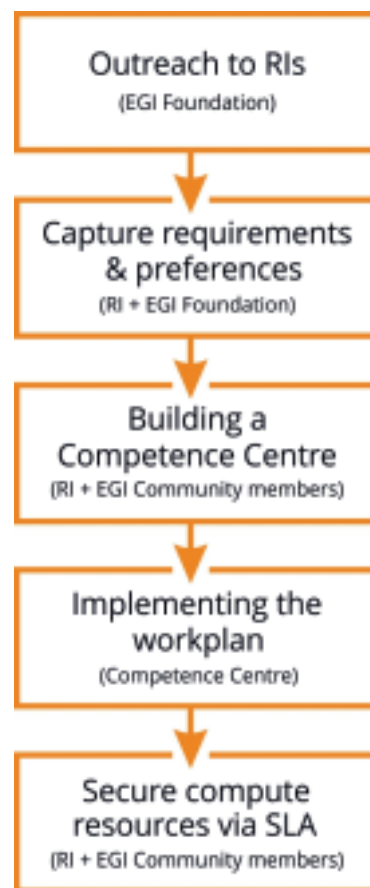 Outreach to RIs
(EGI Foundation)
Capture requirements
& preferences
(RI + EGI Foundation)
Building a
Competence Centre
(RI + EGI Community members)
Implementing the
workplan
(Competence Centre)
Secure compute
resources via SLA
(RI + EGI Community members)